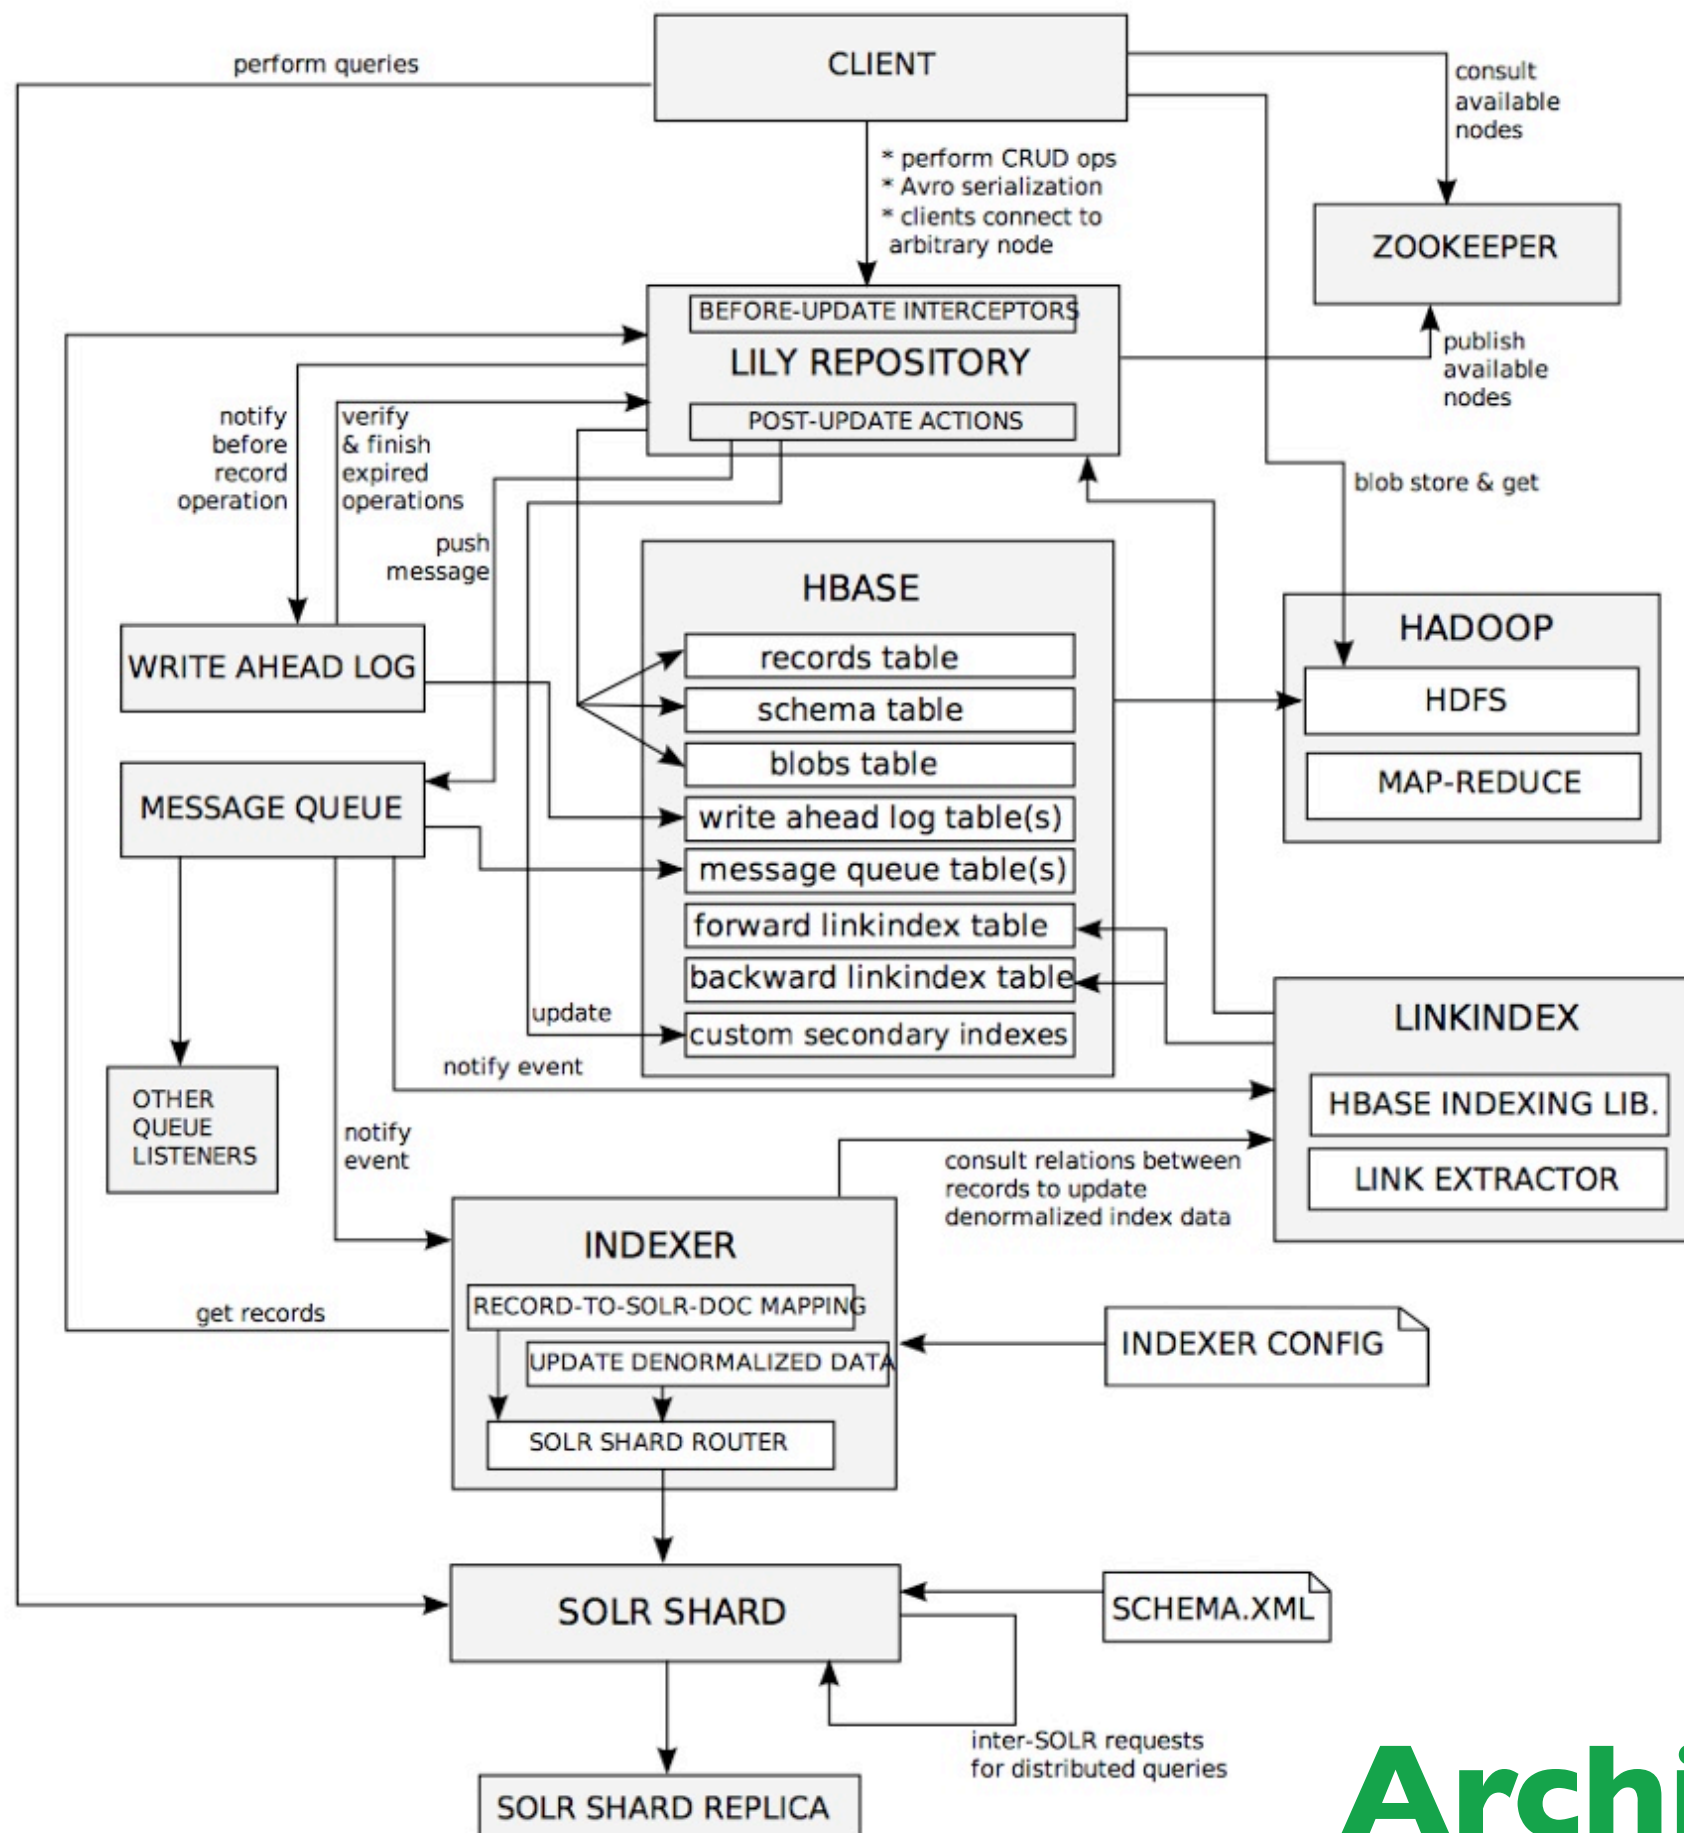 CLIENT
perform queries
consult
available
nodes
* perform CRUD ops
* Avro serialization
* clients connect to
arbitrary node
ZOOKEEPER
BEFORE-UPDATE INTERCEPTORS
LILY REPOSITORY
POST-UPDATE ACTIONS
publish
available
nodes
notify
before
record
operation
verify
& finish
expired
operations
blob store & get
push
message
HBASE
records table
schema table
blobs table
write ahead log table(s)
message queue table(s)
forward linkindex table
backward linkindex table
custom secondary indexes
HADOOP
HDFS
MAP-REDUCE
WRITE AHEAD LOG
MESSAGE QUEUE
update
notify event
LINKINDEX
HBASE INDEXING LIB.
LINK EXTRACTOR
OTHER
QUEUE
LISTENERS
notify
event
consult relations between
records to update
denormalized index data
INDEXER
RECORD-TO-SOLR-DOC MAPPING
UPDATE DENORMALIZED DATA
SOLR SHARD ROUTER
get records
INDEXER CONFIG
SOLR SHARD
SCHEMA.XML
inter-SOLR requests
for distributed queries
SOLR SHARD REPLICA
Archi